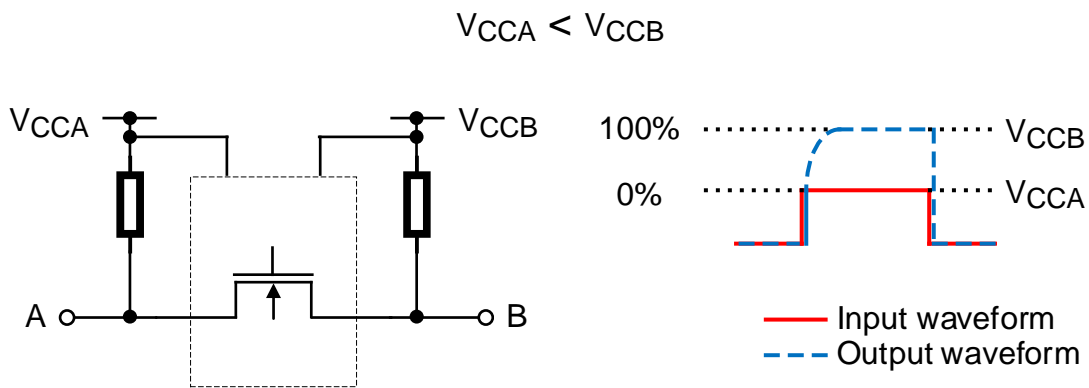 VCCA < VCCB
VCCA
VCCB
A
B
100%
VCCB
0%
VCCA
Input waveform
Output waveform